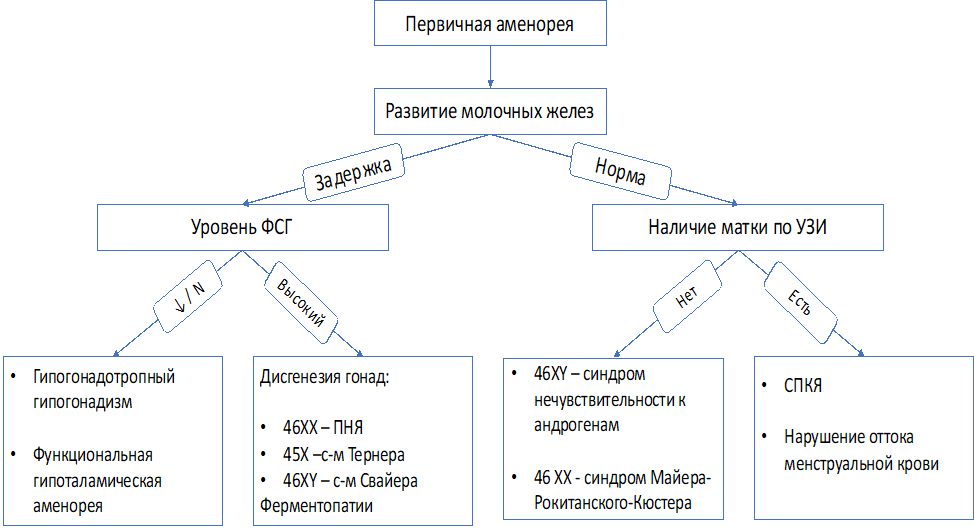 Первичная аменорея
Развитие молочных желез
Задержка
Норма
Уровень ФСГ
Наличие матки по УЗИ
↓ / N
Высокий
Нет
Есть
• Гипогонадотропный
гипогонадизм
• Функциональная
гипоталамическая
аменорея
Дисгенезия гонад:
• 46XX – ПНЯ
• 45X –с-м Тернера
• 46XY – с-м Свайера
Ферментопатии
• 46XY – синдром
нечувствительности к
андрогенам
• 46 XX - синдром Майера-
Рокитанского-Кюстера
• СПКЯ
• Нарушение оттока
менструальной крови